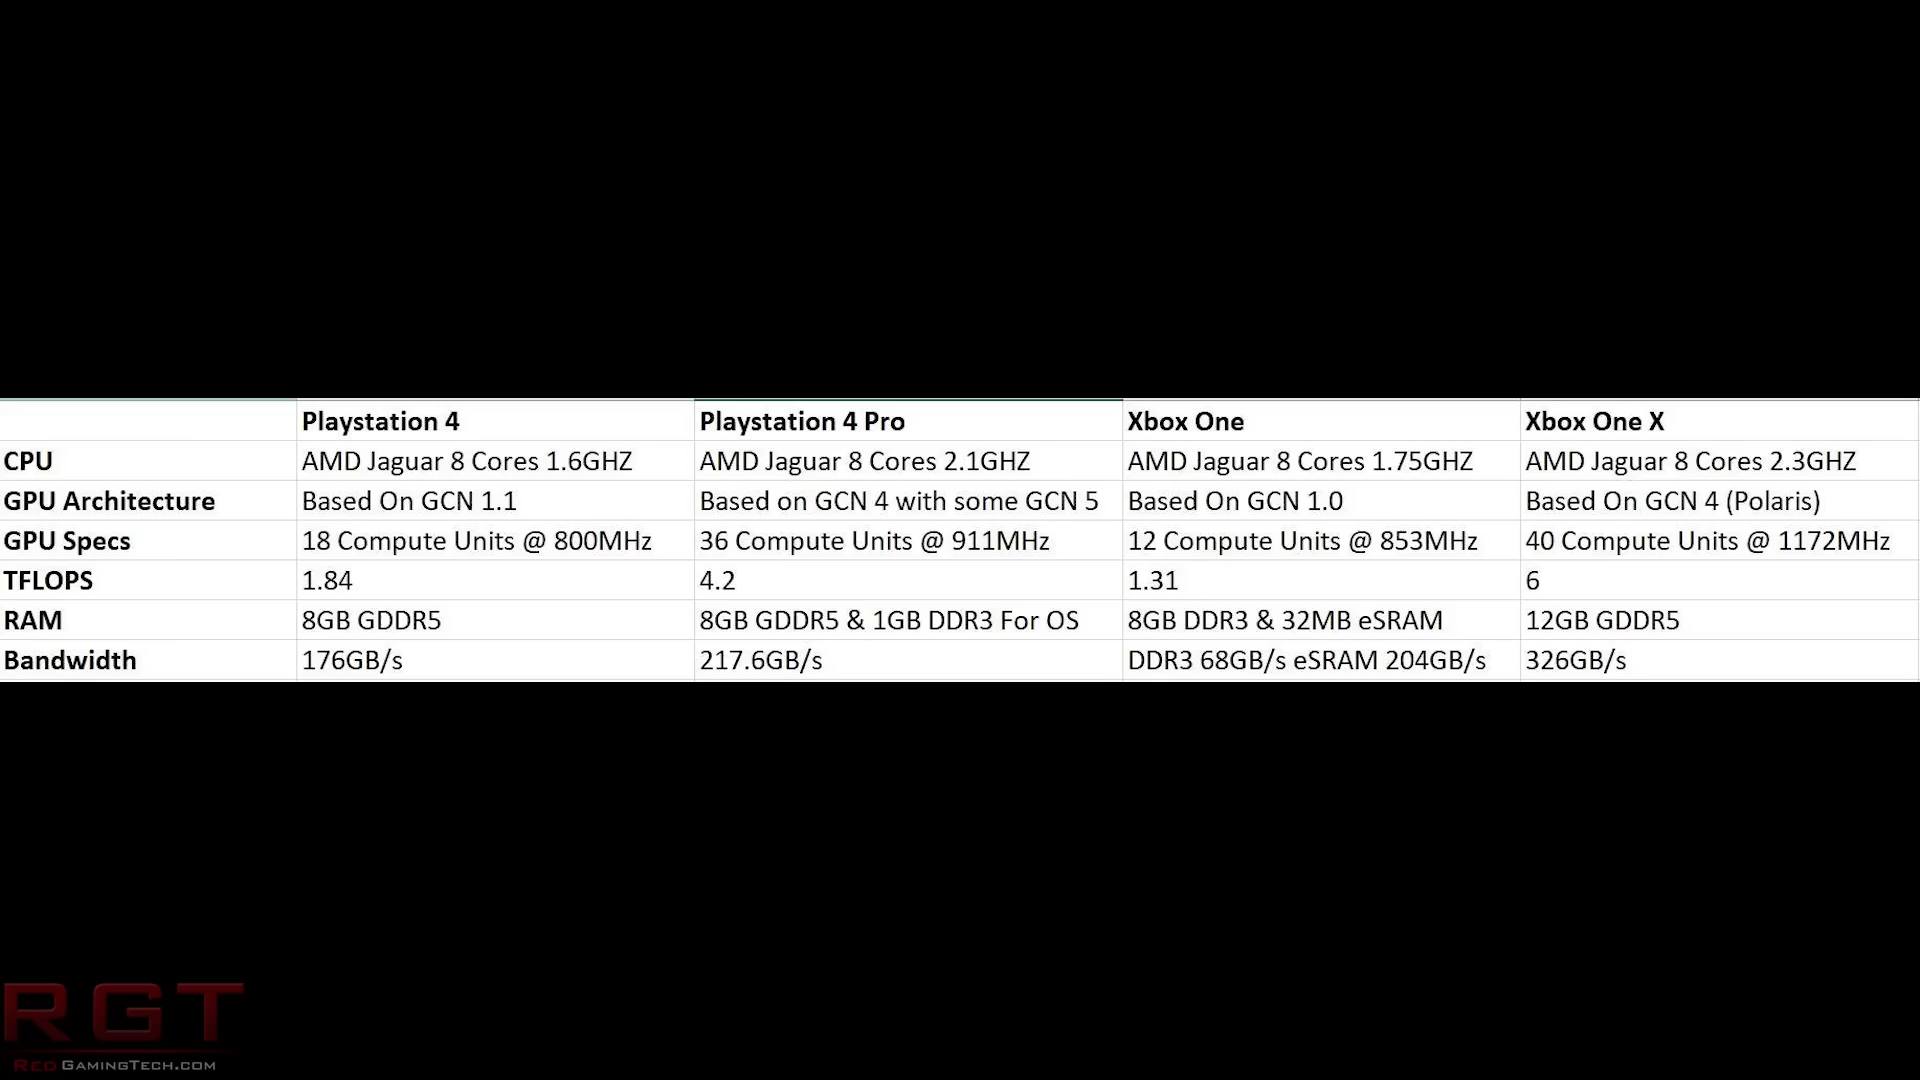 Playstation 4 Playstation 4 Pro Xbox One Xbox One X
CPU AMD Jaguar 8 Cores 1.6GHZ AMD Jaguar 8 Cores 2.1GHZ AMD Jaguar 8 Cores 1.75GHZ AMD Jaguar 8 Cores 2.3GHZ
GPU Architecture Based On GCN 1.1 Based on GCN 4 with some GCN 5 Based On GCN 1.0 Based On GCN 4 (Polaris)
GPU Specs 18 Compute Units @ 800MHz 36 Compute Units @ 911MHz 12 Compute Units @ 853MHz 40 Compute Units @ 1172MHz
TFLOPS 1.84 4.2 1.31 6
RAM 8GB GDDR5 8GB GDDR5 & 1GB DDR3 For OS 8GB DDR3 & 32MB eSRAM 12GB GDDR5
Bandwidth 176GB/s 217.6GB/s DDR3 68GB/s eSRAM 204GB/s 326GB/s
RGT
REDGAMINGTECH.COM